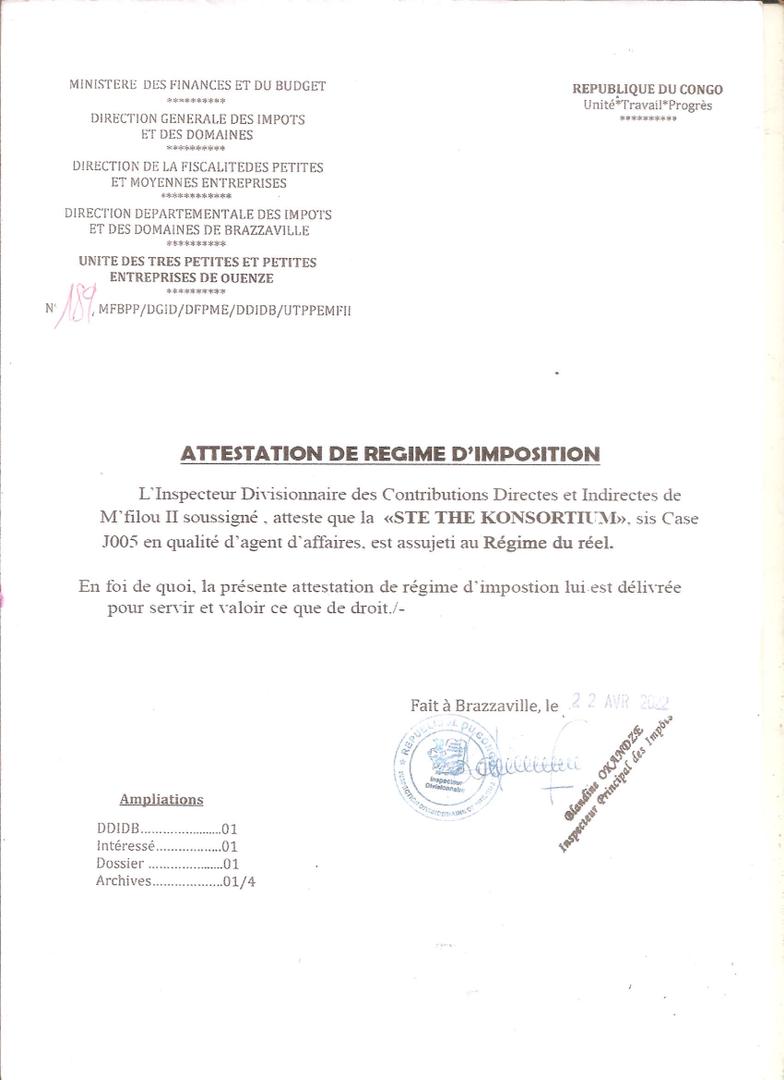 MINISTERE DES FINANCES ET DU BUDGET
**********
DIRECTION GENERALE DES IMPOTS
ET DES DOMAINES
**********
DIRECTION DE LA FISCALITEDES PETITES
ET MOYENNES ENTREPRISES
************
DIRECTION DEPARTEMENTALE DES IMPOTS
ET DES DOMAINES DE BRAZZAVILLE
**********
UNITE DES TRES PETITES ET PETITES
ENTREPRISES DE OUENZE
**********
N° 189, MFBPP/DGID/DFPME/DDIDB/UTPPEMFII
REPUBLIQUE DU CONGO
Unité*Travail*Progrès
**********
ATTESTATION DE REGIME D'IMPOSITION
L'Inspecteur Divisionnaire des Contributions Directes et Indirectes de
M'filou II soussigné, atteste que la «STE THE KONSORTIUM», sis Case
J005 en qualité d'agent d'affaires, est assujeti au Régime du réel.
En foi de quoi, la présente attestation de régime d'impostion lui est délivrée
pour servir et valoir ce que de droit./-
Fait à Brazzaville, le 22 AVR 2022
REPUBLIQUE DU CONGO
Inspecteur
Divisionnaire
Blandine OKANDZE
Inspecteur Principal des Impôts
Ampliations
DDIDB.......................01
Intéressé..................01
Dossier .....................01
Archives....................01/4